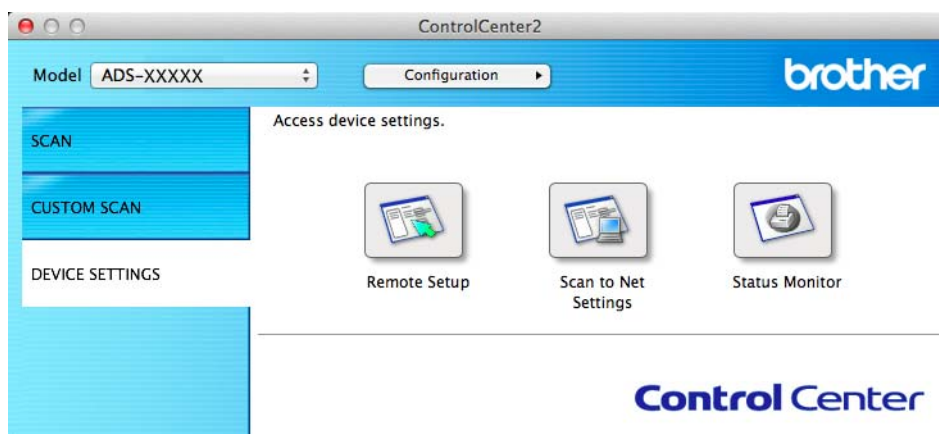 ControlCenter2
Model ADS-XXXXX Configuration brother
SCAN
CUSTOM SCAN
DEVICE SETTINGS
Access device settings.
Remote Setup
Scan to Net
Settings
Status Monitor
Control Center